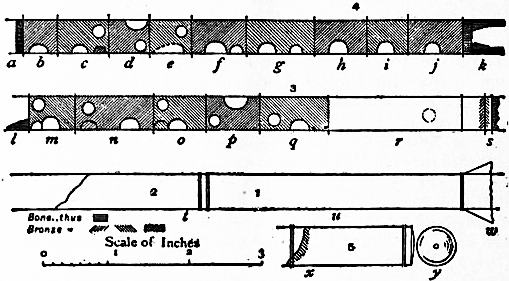 4
a b c d e f g h i j k
3
l m n o p q r s
2 1
t u w
Bone..thus
Bronze "
Scale of Inches
0 1 2 3
5
x y